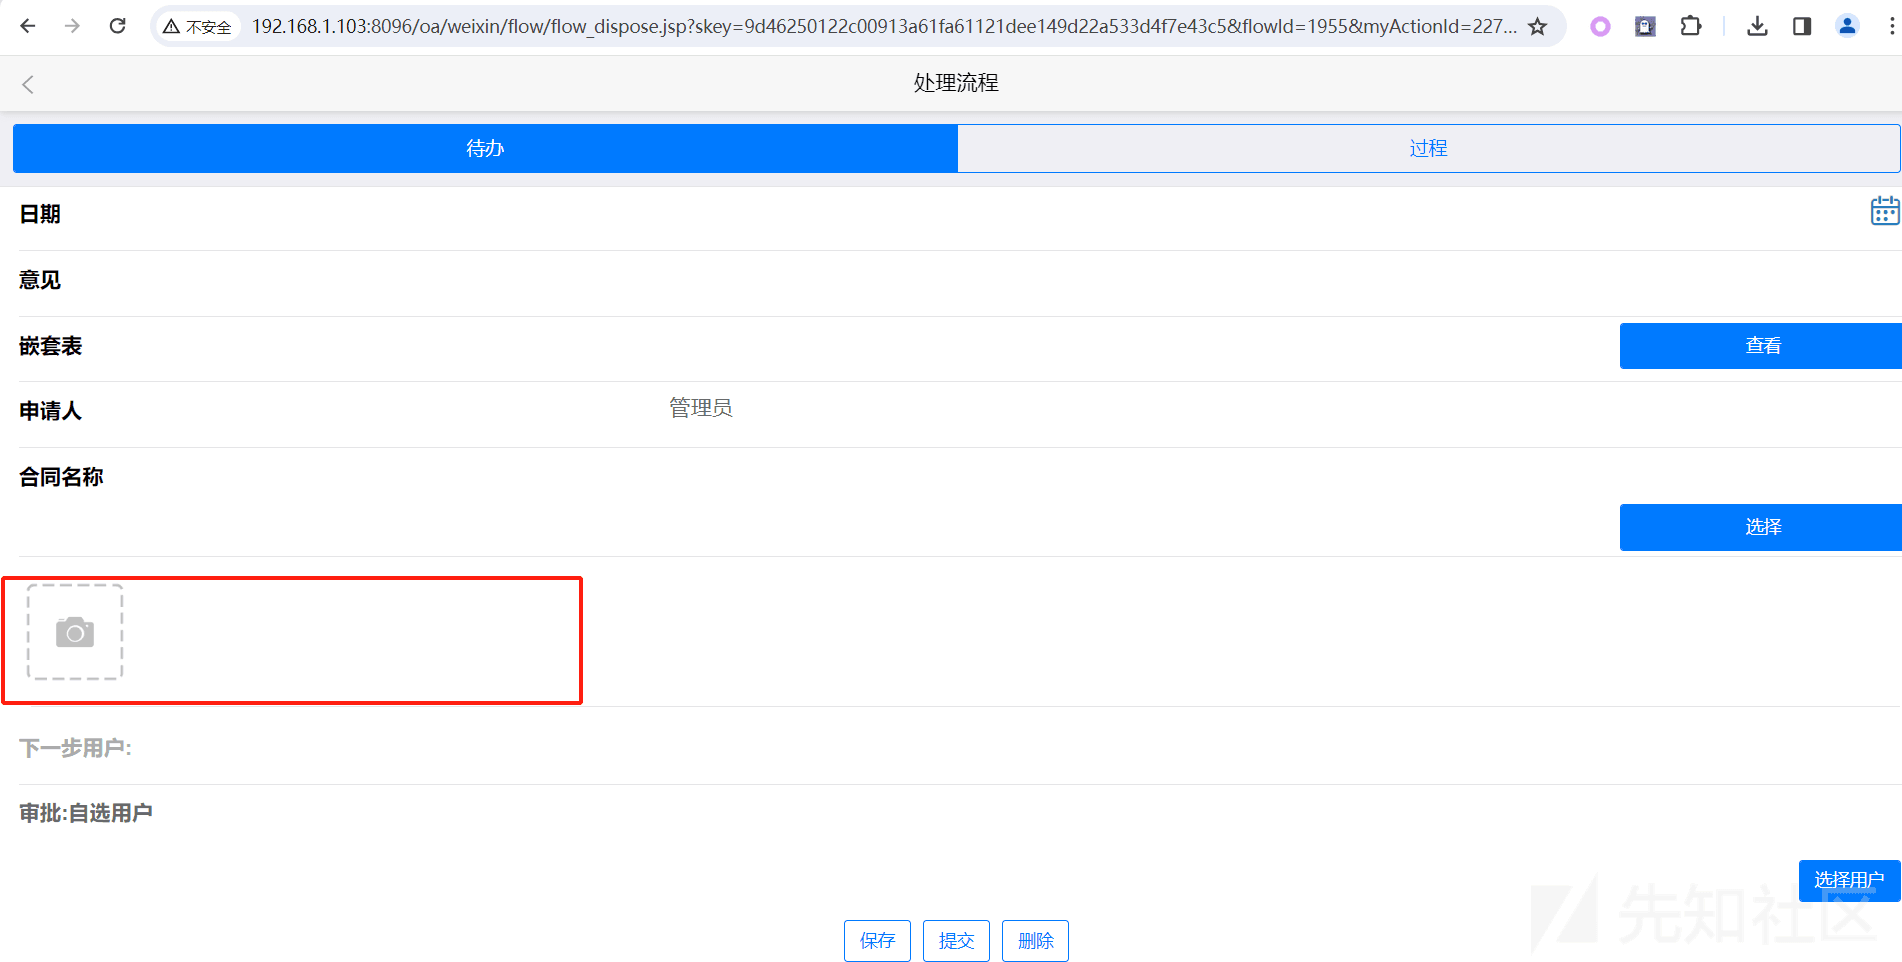 不安全
192.168.1.103:8096/oa/weixin/flow/flow_dispose.jsp?skey=9d46250122c00913a61fa61121dee149d22a533d4f7e43c5&flowId=1955&myActionId=227...
处理流程
待办
过程
日期
意见
嵌套表
查看
申请人
管理员
合同名称
选择
下一步用户:
审批:自选用户
选择用户
先知社区
保存
提交
删除